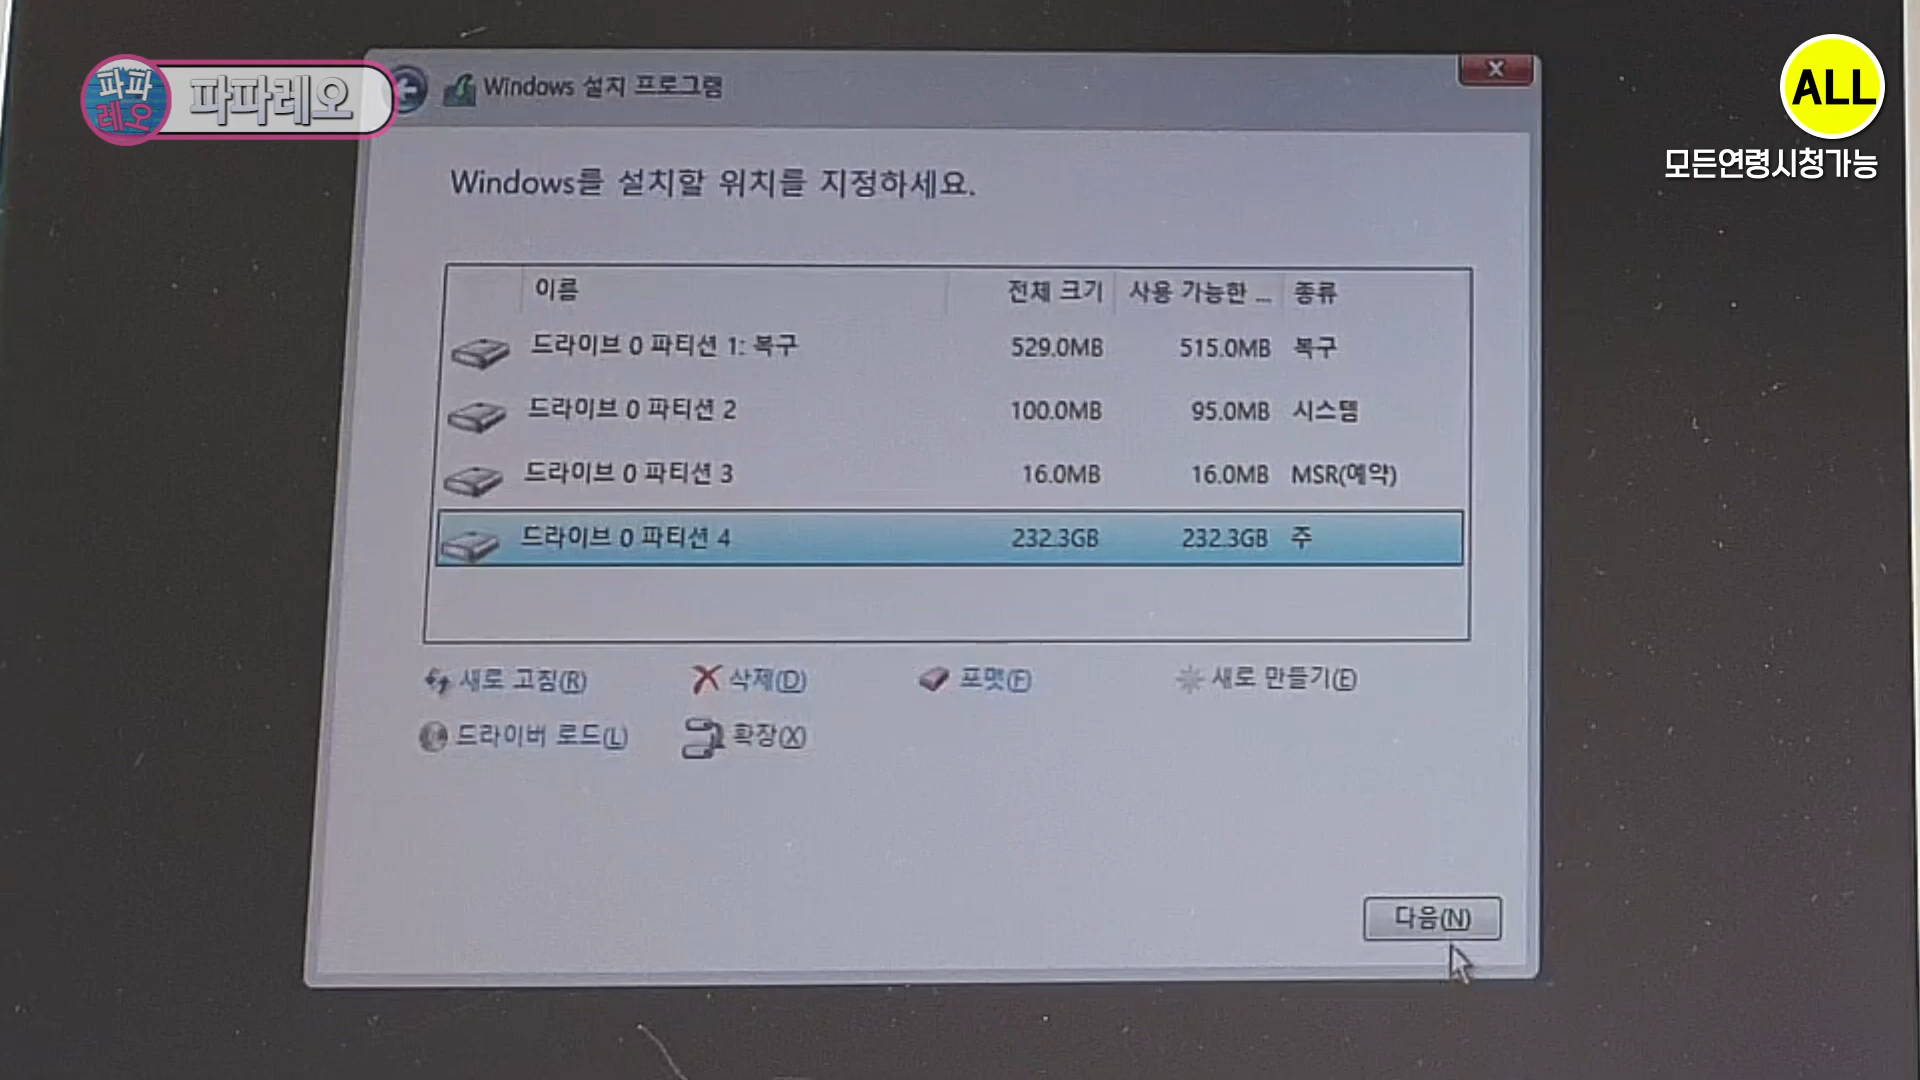 파파
레오
파파레오
ALL
모든연령시청가능
Windows 설치 프로그램
Windows를 설치할 위치를 지정하세요.
이름 전체 크기 사용 가능한 ... 종류
드라이브 0 파티션 1: 복구 529.0MB 515.0MB 복구
드라이브 0 파티션 2 100.0MB 95.0MB 시스템
드라이브 0 파티션 3 16.0MB 16.0MB MSR(예약)
드라이브 0 파티션 4 232.3GB 232.3GB 주
새로 고침(R) 삭제(D) 포맷(F) 새로 만들기(E)
드라이버 로드(L) 확장(X)
다음(N)